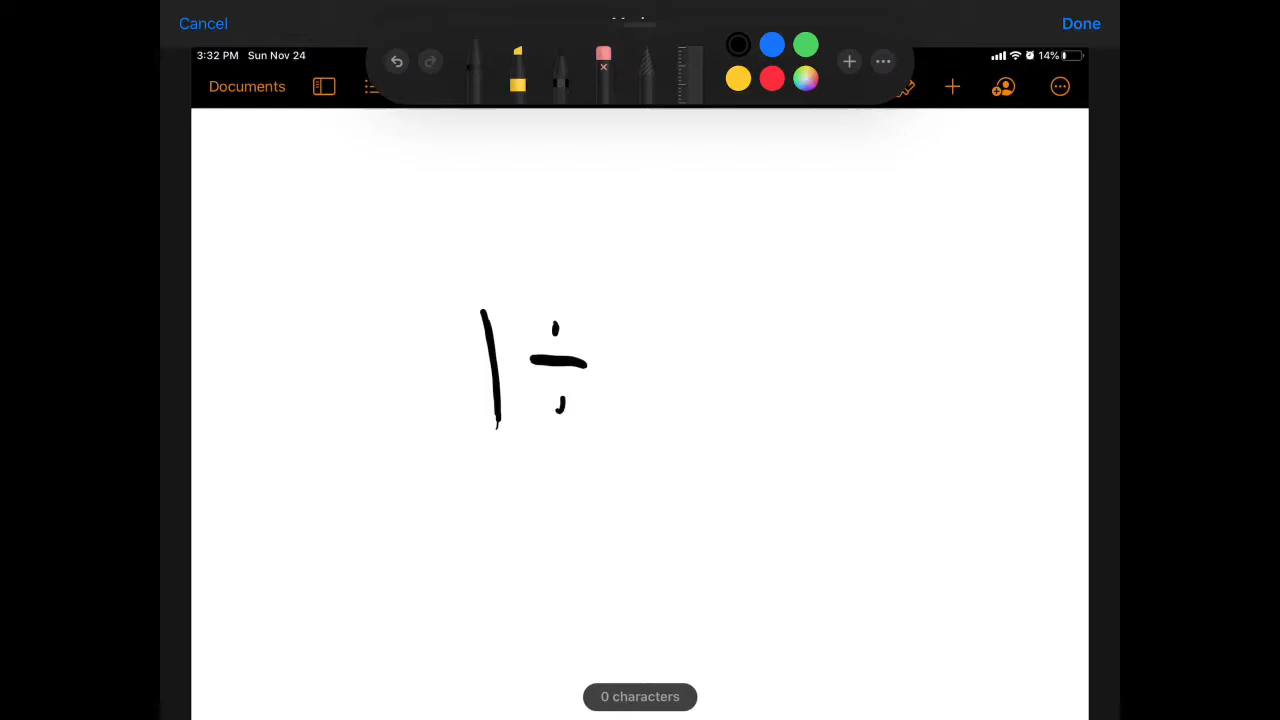 Cancel
Done
3:32 PM Sun Nov 24
14%
Documents
1 ÷
0 characters